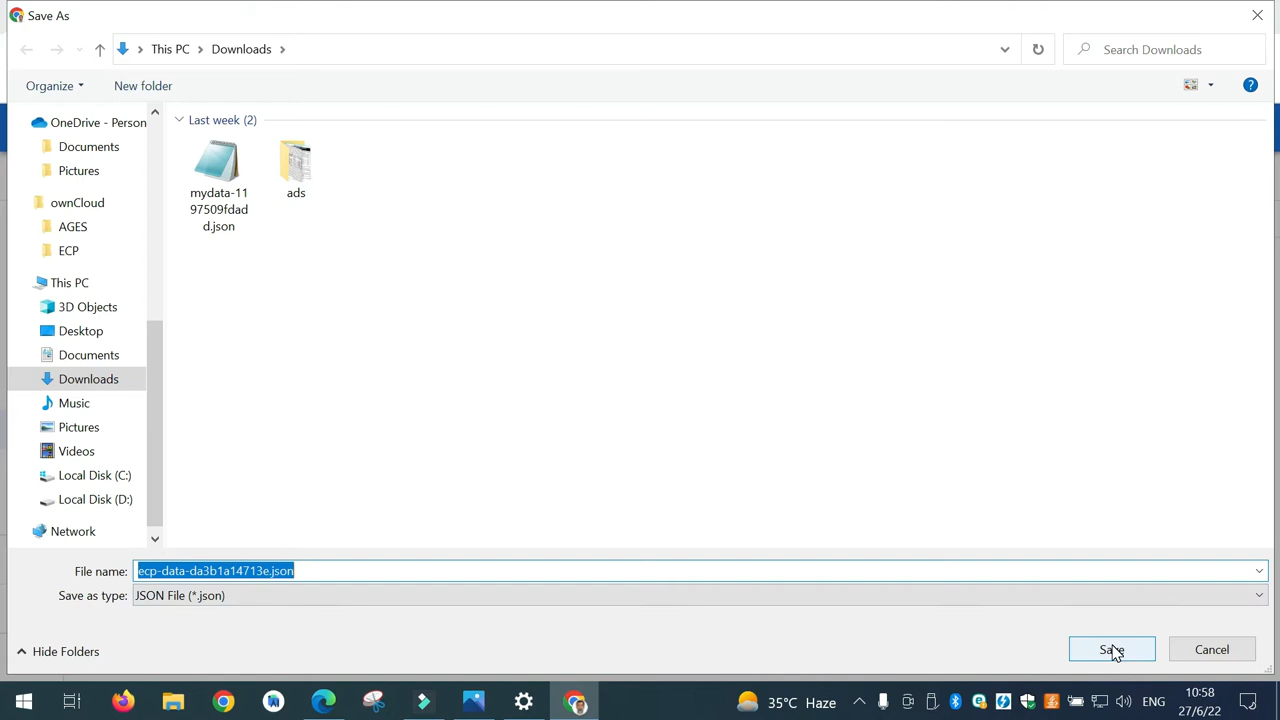 Save As
This PC
Downloads
Search Downloads
Organize
New folder
OneDrive - Person
Documents
Pictures
ownCloud
AGES
ECP
This PC
3D Objects
Desktop
Documents
Downloads
Music
Pictures
Videos
Local Disk (C:)
Local Disk (D:)
Network
Last week (2)
mydata-11
97509fdad
d.json
ads
File name:
ecp-data-da3b1a14713e.json
Save as type:
JSON File (*.json)
Hide Folders
Save
Cancel
35°C Haze
ENG
10:58
27/6/22